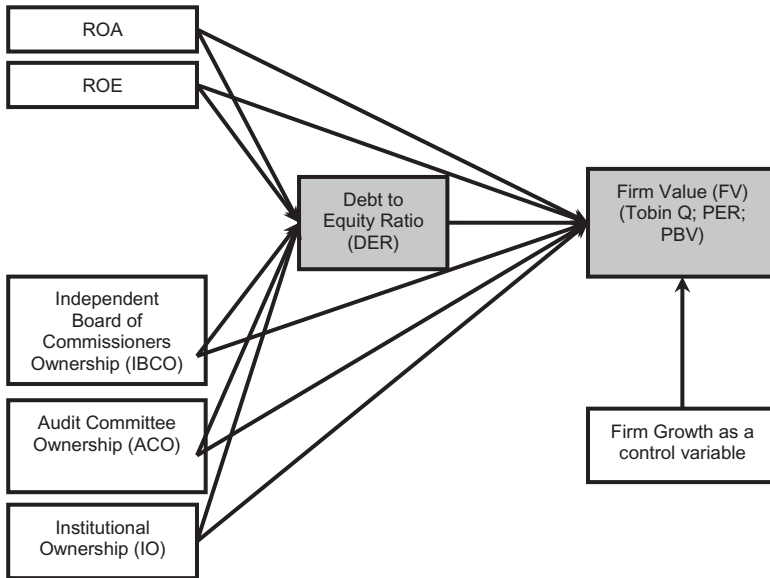 ROA
ROE
Debt to
Equity Ratio
(DER)
Firm Value (FV)
(Tobin Q; PER;
PBV)
Independent
Board of
Commissioners
Ownership (IBCO)
Audit Committee
Ownership (ACO)
Firm Growth as a
control variable
Institutional
Ownership (IO)